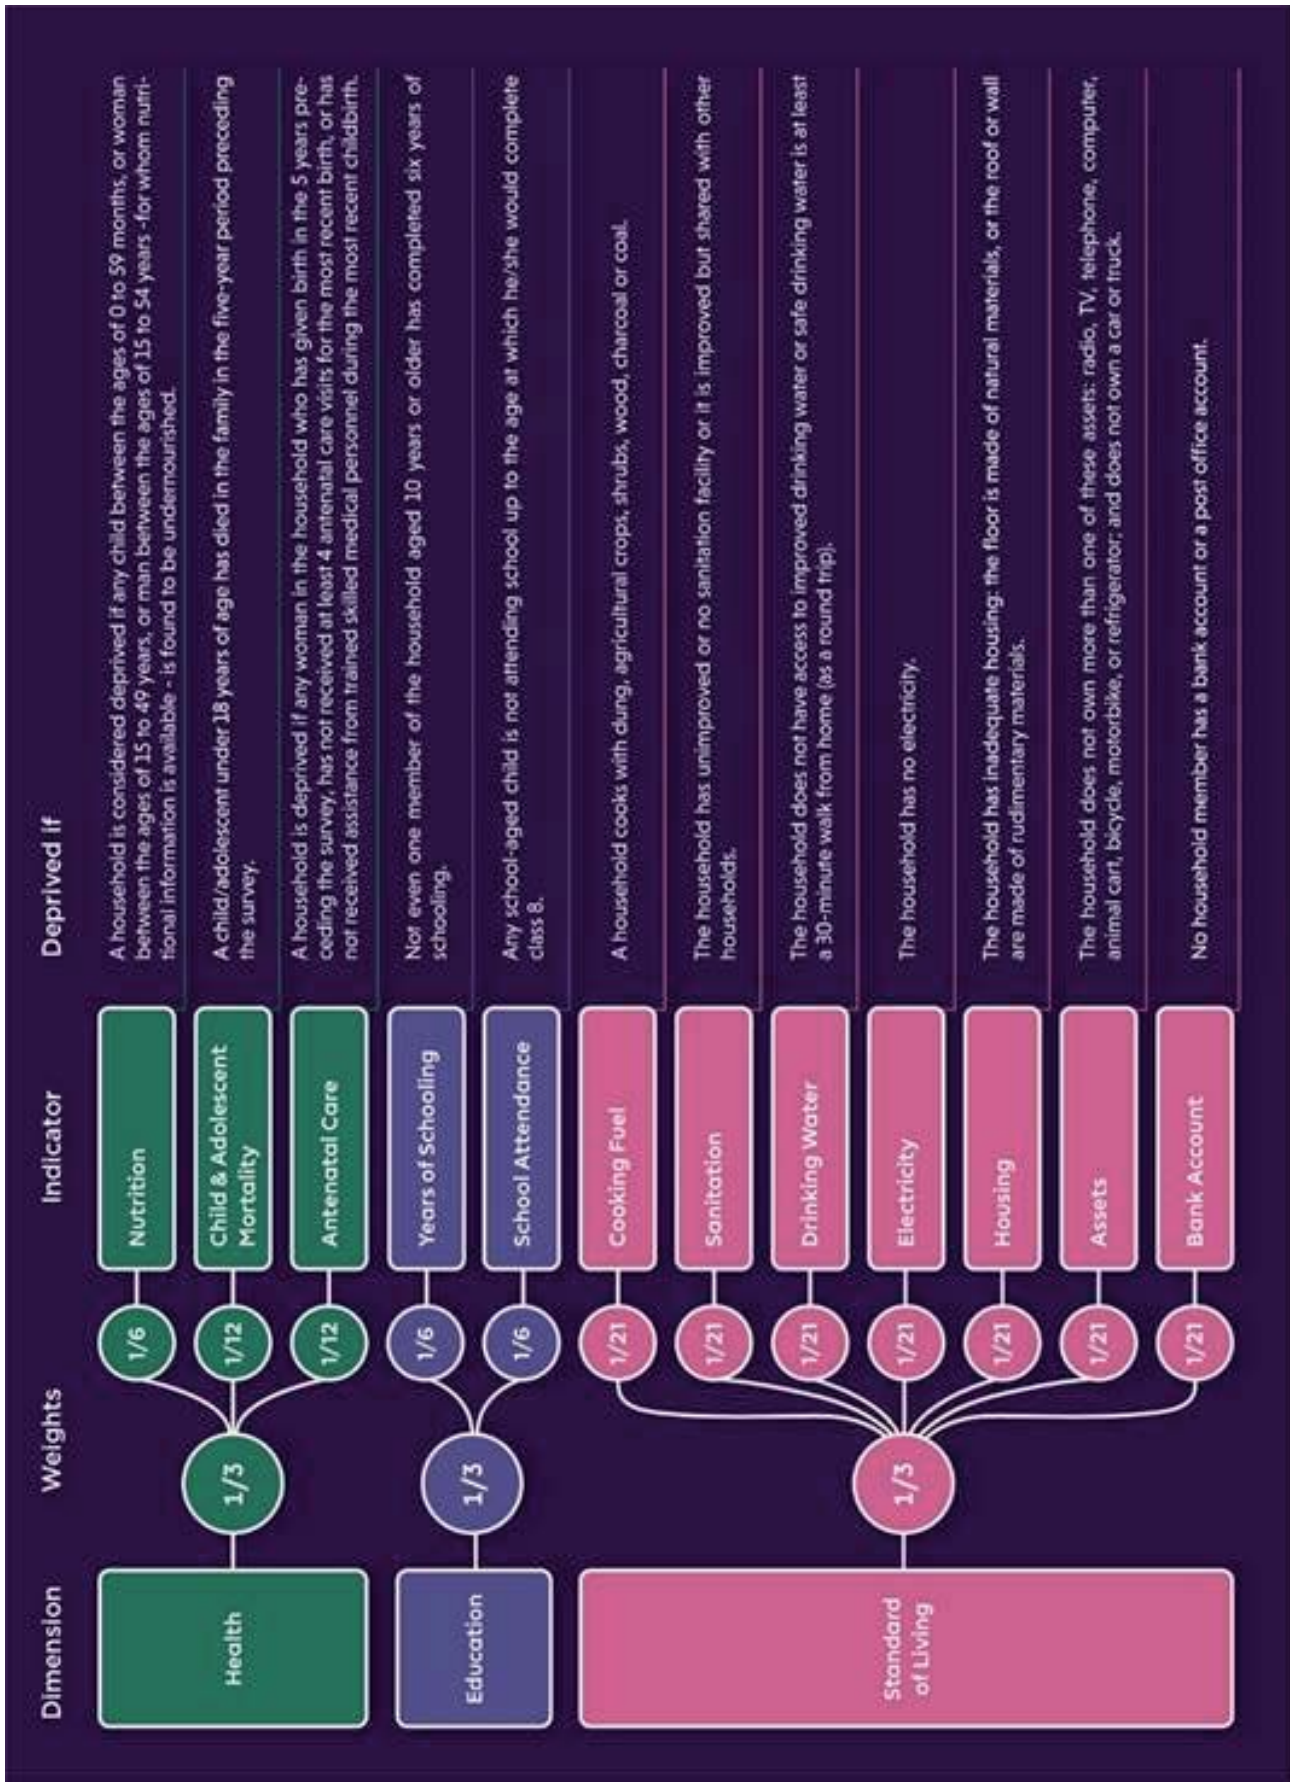 Dimension
Weights
Indicator
Deprived if
Health
1/3
1/6
Nutrition
A household is considered deprived if any child between the ages of 0 to 59 months, or woman
between the ages of 15 to 49 years, or man between the ages of 15 to 54 years -for whom nutri-
tional information is available - is found to be undernourished.
1/12
Child & Adolescent
Mortality
A child/adolescent under 18 years of age has died in the family in the five-year period preceding
the survey.
1/12
Antenatal Care
A household is deprived if any woman in the household who has given birth in the 5 years pre-
ceding the survey, has not received at least 4 antenatal care visits for the most recent birth, or has
not received assistance from trained skilled medical personnel during the most recent childbirth.
Education
1/3
1/6
Years of Schooling
Not even one member of the household aged 10 years or older has completed six years of
schooling.
1/6
School Attendance
Any school-aged child is not attending school up to the age at which he/she would complete
class 8.
Standard
of Living
1/3
1/21
Cooking Fuel
A household cooks with dung, agricultural crops, shrubs, wood, charcoal or coal.
1/21
Sanitation
The household has unimproved or no sanitation facility or it is improved but shared with other
households.
1/21
Drinking Water
The household does not have access to improved drinking water or safe drinking water is at least
a 30-minute walk from home (as a round trip).
1/21
Electricity
The household has no electricity.
1/21
Housing
The household has inadequate housing: the floor is made of natural materials, or the roof or wall
are made of rudimentary materials.
1/21
Assets
The household does not own more than one of these assets: radio, TV, telephone, computer,
animal cart, bicycle, motorbike, or refrigerator; and does not own a car or truck.
1/21
Bank Account
No household member has a bank account or a post office account.